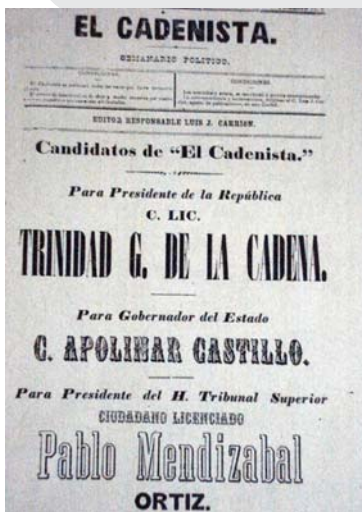 EL CADENISTA.
SEMANARIO POLITICO.
CONDICIONES.
EDITOR RESPONSABLE LUIS J. CARRION.
Candidatos de “El Cadenista.”
Para Presidente de la República
C. LIC.
TRINIDAD G. DE LA CADENA.
Para Gobernador del Estado
C. APOLINAR CASTILLO.
Para Presidente del H. Tribunal Superior
CIUDADANO LICENCIADO
Pablo Mendizabal
ORTIZ.